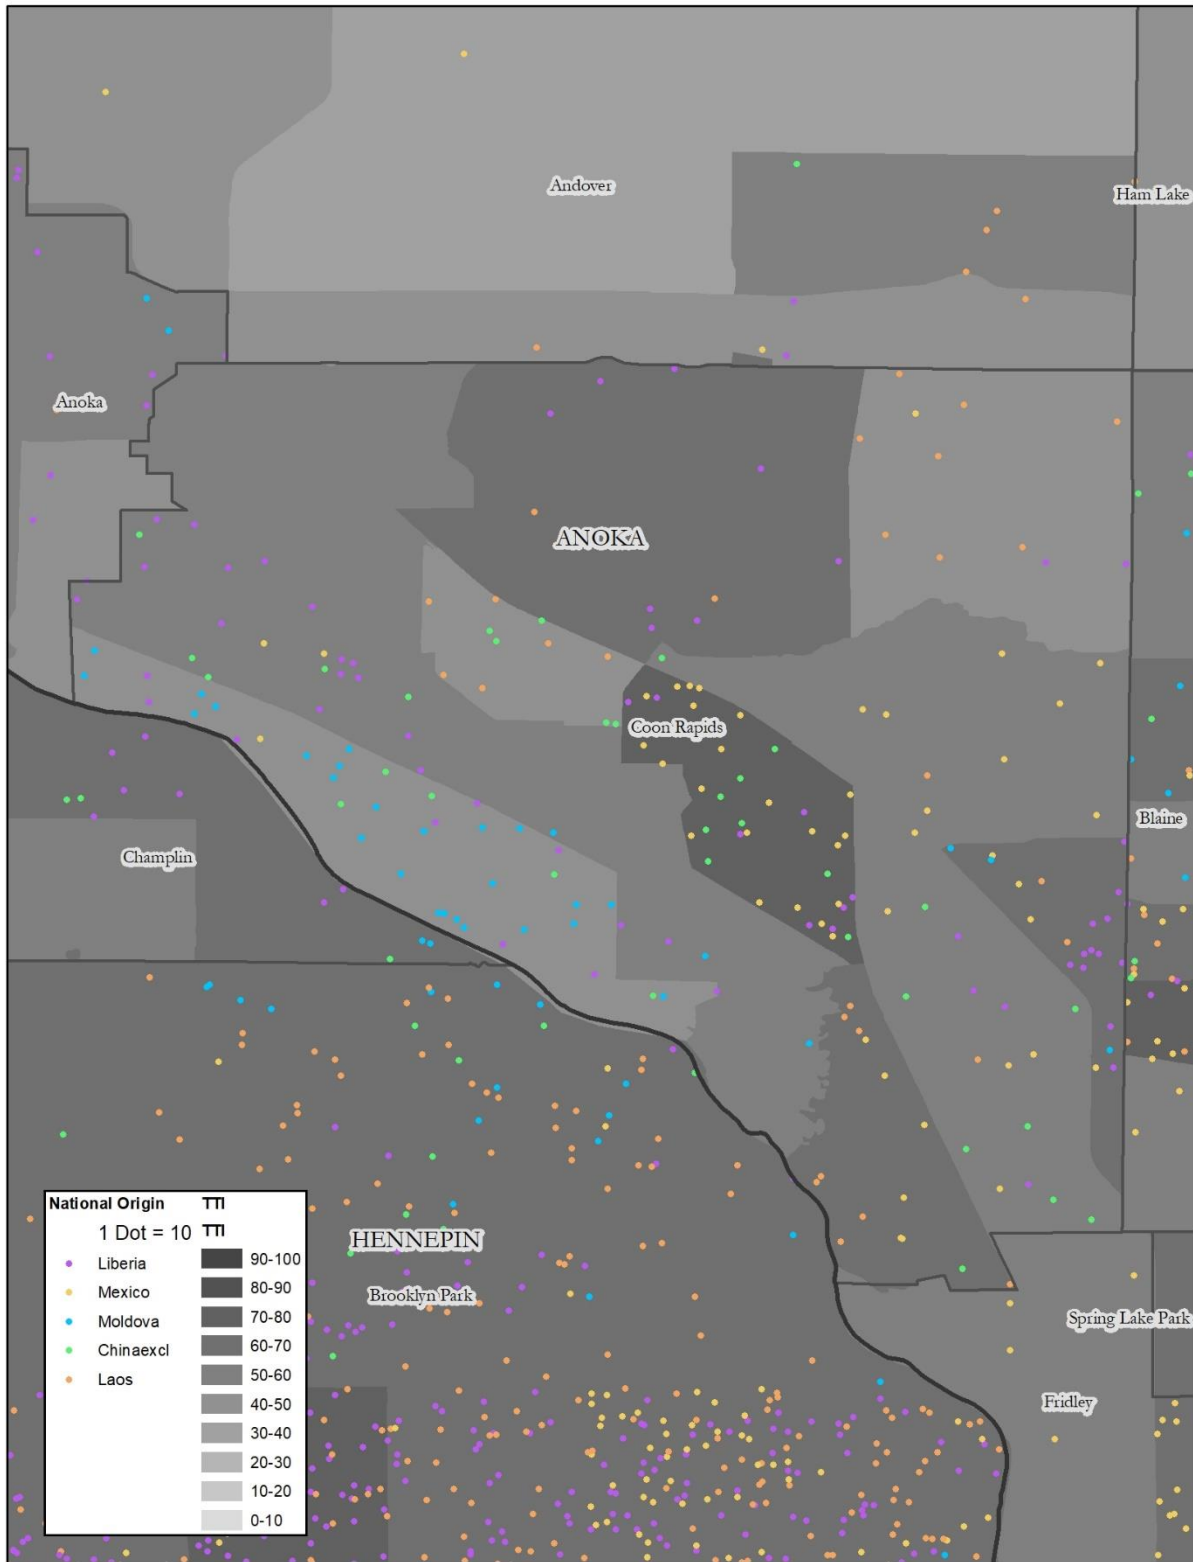 Andover
Ham Lake
Anoka
ANOKA
Coon Rapids
Blaine
Champlin
National Origin TTI
1 Dot = 10 TTI
Liberia
Mexico
Moldova
Chinaexcl
Laos
90-100
80-90
70-80
60-70
50-60
40-50
30-40
20-30
10-20
0-10
HENNEPIN
Brooklyn Park
Spring Lake Park
Fridley